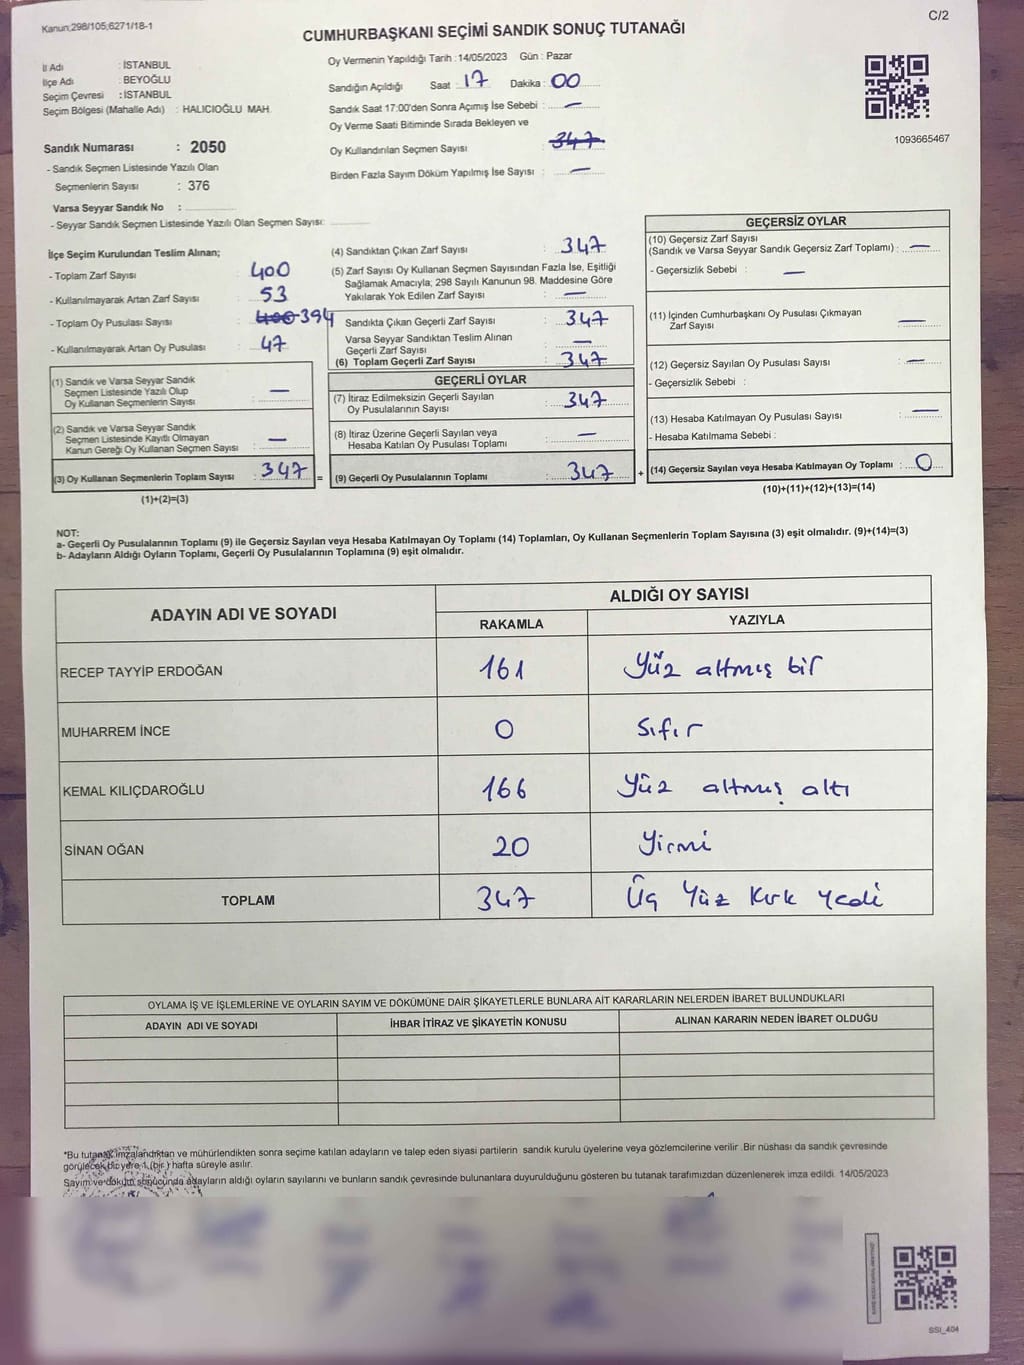 Kanun;298/105;6271/18-1
C/2
CUMHURBAŞKANI SEÇİMİ SANDIK SONUÇ TUTANAĞI
İl Adı : İSTANBUL
İlçe Adı : BEYOĞLU
Seçim Çevresi : İSTANBUL
Seçim Bölgesi (Mahalle Adı) : HALICIOĞLU MAH.
Sandık Numarası : 2050
- Sandık Seçmen Listesinde Yazılı Olan
Seçmenlerin Sayısı : 376
Varsa Seyyar Sandık No :
- Seyyar Sandık Seçmen Listesinde Yazılı Olan Seçmen Sayısı:
Oy Vermenin Yapıldığı Tarih : 14/05/2023 Gün : Pazar
Sandığın Açıldığı Saat : 17 Dakika : 00
Sandık Saat 17:00'den Sonra Açımış İse Sebebi : —
Oy Verme Saati Bitiminde Sırada Bekleyen ve
Oy Kullandırılan Seçmen Sayısı : 347
Birden Fazla Sayım Döküm Yapılmış İse Sayısı : —
1093665467
İlçe Seçim Kurulundan Teslim Alınan;
- Toplam Zarf Sayısı : 400
- Kullanılmayarak Artan Zarf Sayısı : 53
- Toplam Oy Pusulası Sayısı : 400 394
- Kullanılmayarak Artan Oy Pusulası : 47
(1) Sandık ve Varsa Seyyar Sandık
Seçmen Listesinde Yazılı Olup
Oy Kullanan Seçmenlerin Sayısı : —
(2) Sandık ve Varsa Seyyar Sandık
Seçmen Listesinde Kayıtlı Olmayan
Kanun Gereği Oy Kullanan Seçmen Sayısı : —
(3) Oy Kullanan Seçmenlerin Toplam Sayısı : 347
(1)+(2)=(3)
(4) Sandıktan Çıkan Zarf Sayısı : 347
(5) Zarf Sayısı Oy Kullanan Seçmen Sayısından Fazla İse, Eşitliği
Sağlamak Amacıyla; 298 Sayılı Kanunun 98. Maddesine Göre
Yakılarak Yok Edilen Zarf Sayısı : —
Sandıkta Çıkan Geçerli Zarf Sayısı : 347
Varsa Seyyar Sandıktan Teslim Alınan
Geçerli Zarf Sayısı : —
(6) Toplam Geçerli Zarf Sayısı : 347
GEÇERLİ OYLAR
(7) İtiraz Edilmeksizin Geçerli Sayılan
Oy Pusulalarının Sayısı : 347
(8) İtiraz Üzerine Geçerli Sayılan veya
Hesaba Katılan Oy Pusulası Toplamı : —
= (9) Geçerli Oy Pusulalarının Toplamı : 347 +
GEÇERSİZ OYLAR
(10) Geçersiz Zarf Sayısı
(Sandık ve Varsa Seyyar Sandık Geçersiz Zarf Toplamı) : —
- Geçersizlik Sebebi : —
(11) İçinden Cumhurbaşkanı Oy Pusulası Çıkmayan
Zarf Sayısı : —
(12) Geçersiz Sayılan Oy Pusulası Sayısı : —
- Geçersizlik Sebebi :
(13) Hesaba Katılmayan Oy Pusulası Sayısı : —
- Hesaba Katılmama Sebebi :
(14) Geçersiz Sayılan veya Hesaba Katılmayan Oy Toplamı : 0
(10)+(11)+(12)+(13)=(14)
NOT:
a- Geçerli Oy Pusulalarının Toplamı (9) ile Geçersiz Sayılan veya Hesaba Katılmayan Oy Toplamı (14) Toplamları, Oy Kullanan Seçmenlerin Toplam Sayısına (3) eşit olmalıdır. (9)+(14)=(3)
b- Adayların Aldığı Oyların Toplamı, Geçerli Oy Pusulalarının Toplamına (9) eşit olmalıdır.
ADAYIN ADI VE SOYADI ALDIĞI OY SAYISI
RAKAMLA YAZIYLA
RECEP TAYYİP ERDOĞAN 161 Yüz altmış bir
MUHARREM İNCE 0 Sıfır
KEMAL KILIÇDAROĞLU 166 Yüz altmış altı
SİNAN OĞAN 20 Yirmi
TOPLAM 347 Üç Yüz Kırk yedi
OYLAMA İŞ VE İŞLEMLERİNE VE OYLARIN SAYIM VE DÖKÜMÜNE DAİR ŞİKAYETLERLE BUNLARA AİT KARARLARIN NELERDEN İBARET BULUNDUKLARI
ADAYIN ADI VE SOYADI İHBAR İTİRAZ VE ŞİKAYETİN KONUSU ALINAN KARARIN NEDEN İBARET OLDUĞU
*Bu tutanağ imzalandıktan ve mühürlendikten sonra seçime katılan adayların ve talep eden siyasi partilerin sandık kurulu üyelerine veya gözlemcilerine verilir .Bir nüshası da sandık çevresinde
görülecek bir yere 1 (bir ) hafta süreyle asılır.
Sayım ve döküm sonucunda adayların aldığı oyların sayılarını ve bunların sandık çevresinde bulunanlara duyurulduğunu gösteren bu tutanak tarafımızdan düzenlenerek imza edildi. 14/05/2023
SSI_404